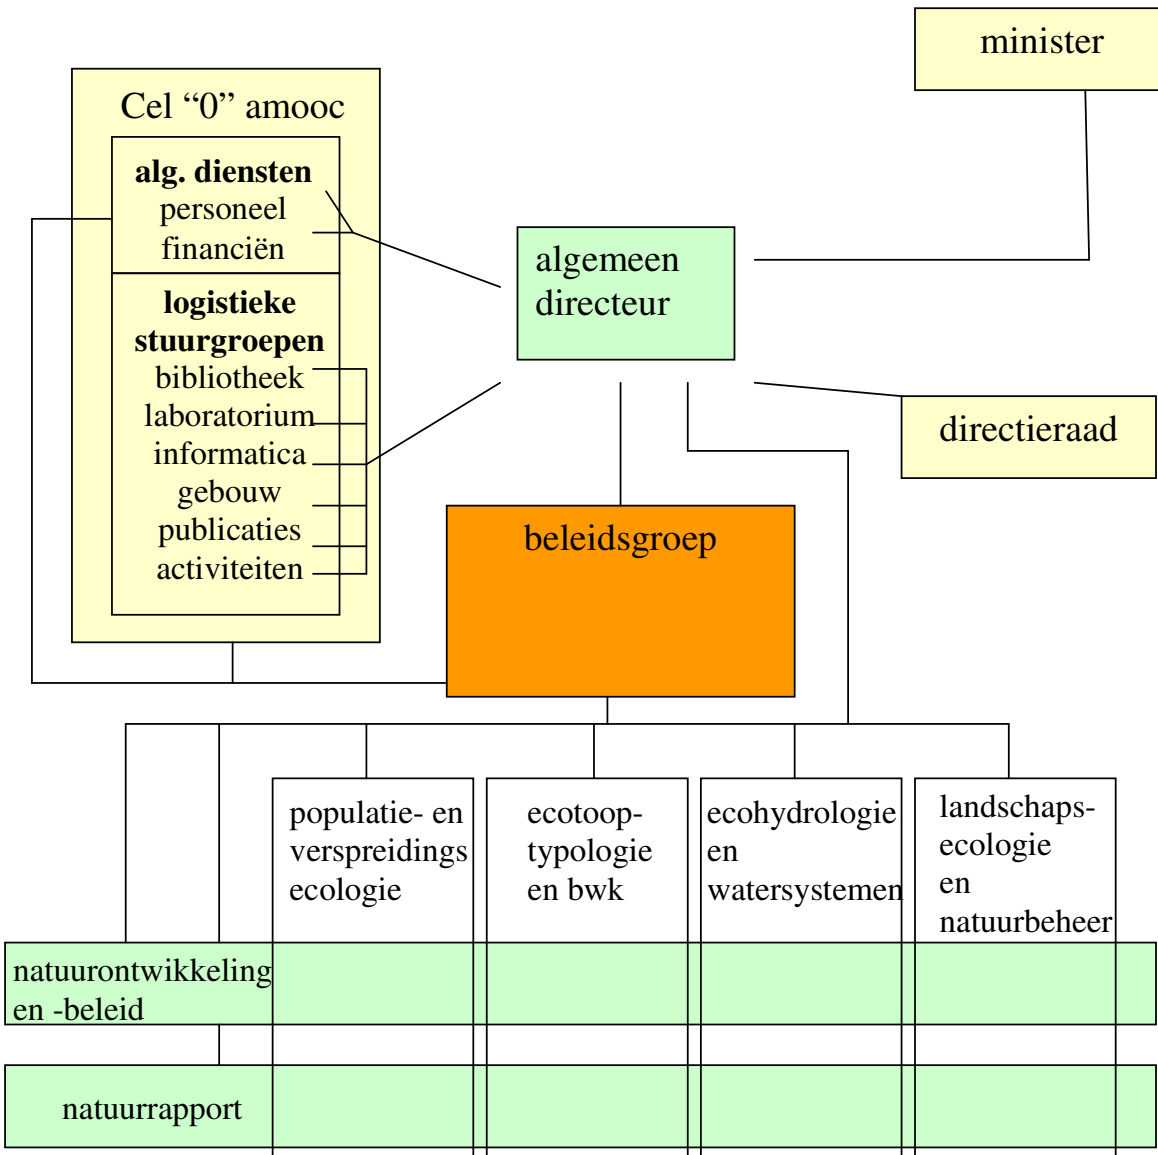 minister
Cel “0” amooc
alg. diensten
personeel
financiën
logistieke
stuurgroepen
bibliotheek
laboratorium
informatica
gebouw
publicaties
activiteiten
algemeen
directeur
directieraad
beleidsgroep
populatie- en
verspreidings
ecologie
ecotoop-
typologie
en bwk
ecohydrologie
en
watersystemen
landschaps-
ecologie
en
natuurbeheer
natuurontwikkeling
en -beleid
natuurrapport